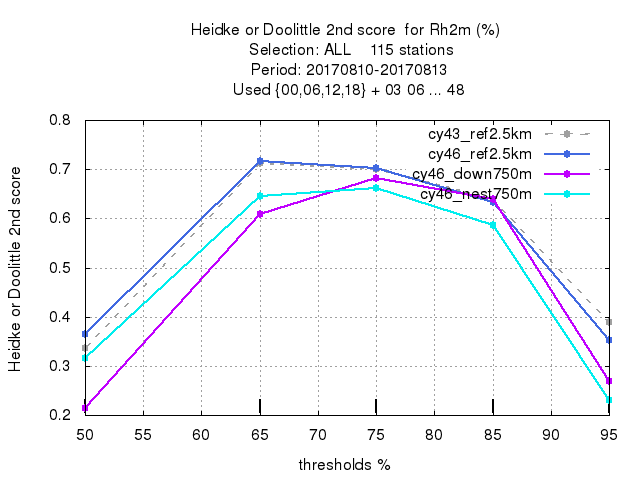 Heidke or Doolittle 2nd score  for Rh2m (%)
Selection: ALL    115 stations
Period: 20170810-20170813
Used {00,06,12,18} + 03 06 ... 48
Heidke or Doolittle 2nd score
0.8
0.7
0.6
0.5
0.4
0.3
0.2
cy43_ref2.5km
cy46_ref2.5km
cy46_down750m
cy46_nest750m
50 55 60 65 70 75 80 85 90 95
thresholds %